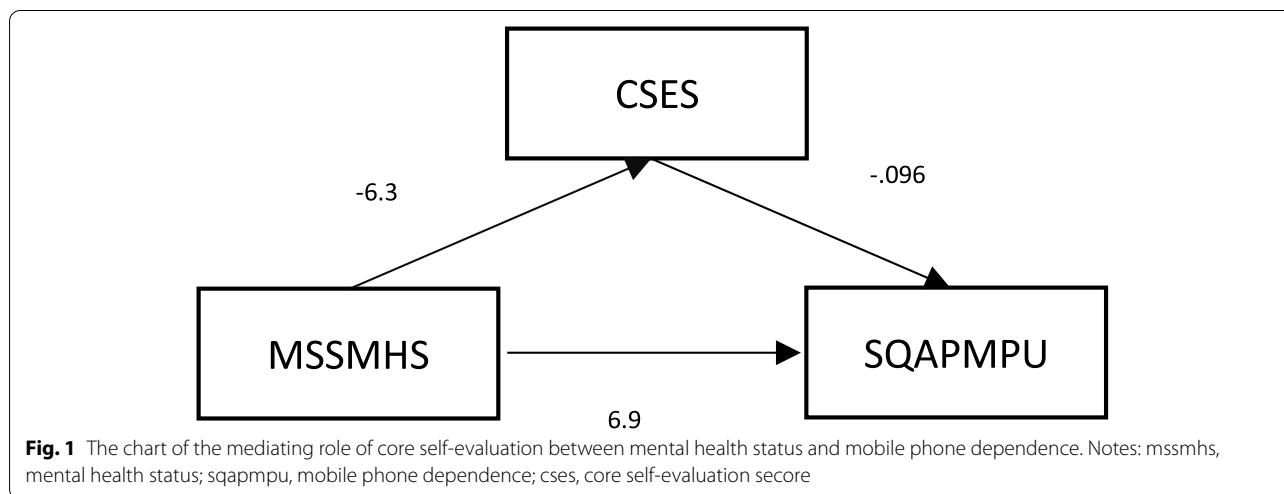 CSES
-6.3
-.096
MSSMHS
SQAPMPU
6.9
Fig. 1 The chart of the mediating role of core self-evaluation between mental health status and mobile phone dependence. Notes: mssmhs,
mental health status; sqapmpu, mobile phone dependence; cses, core self-evaluation secore